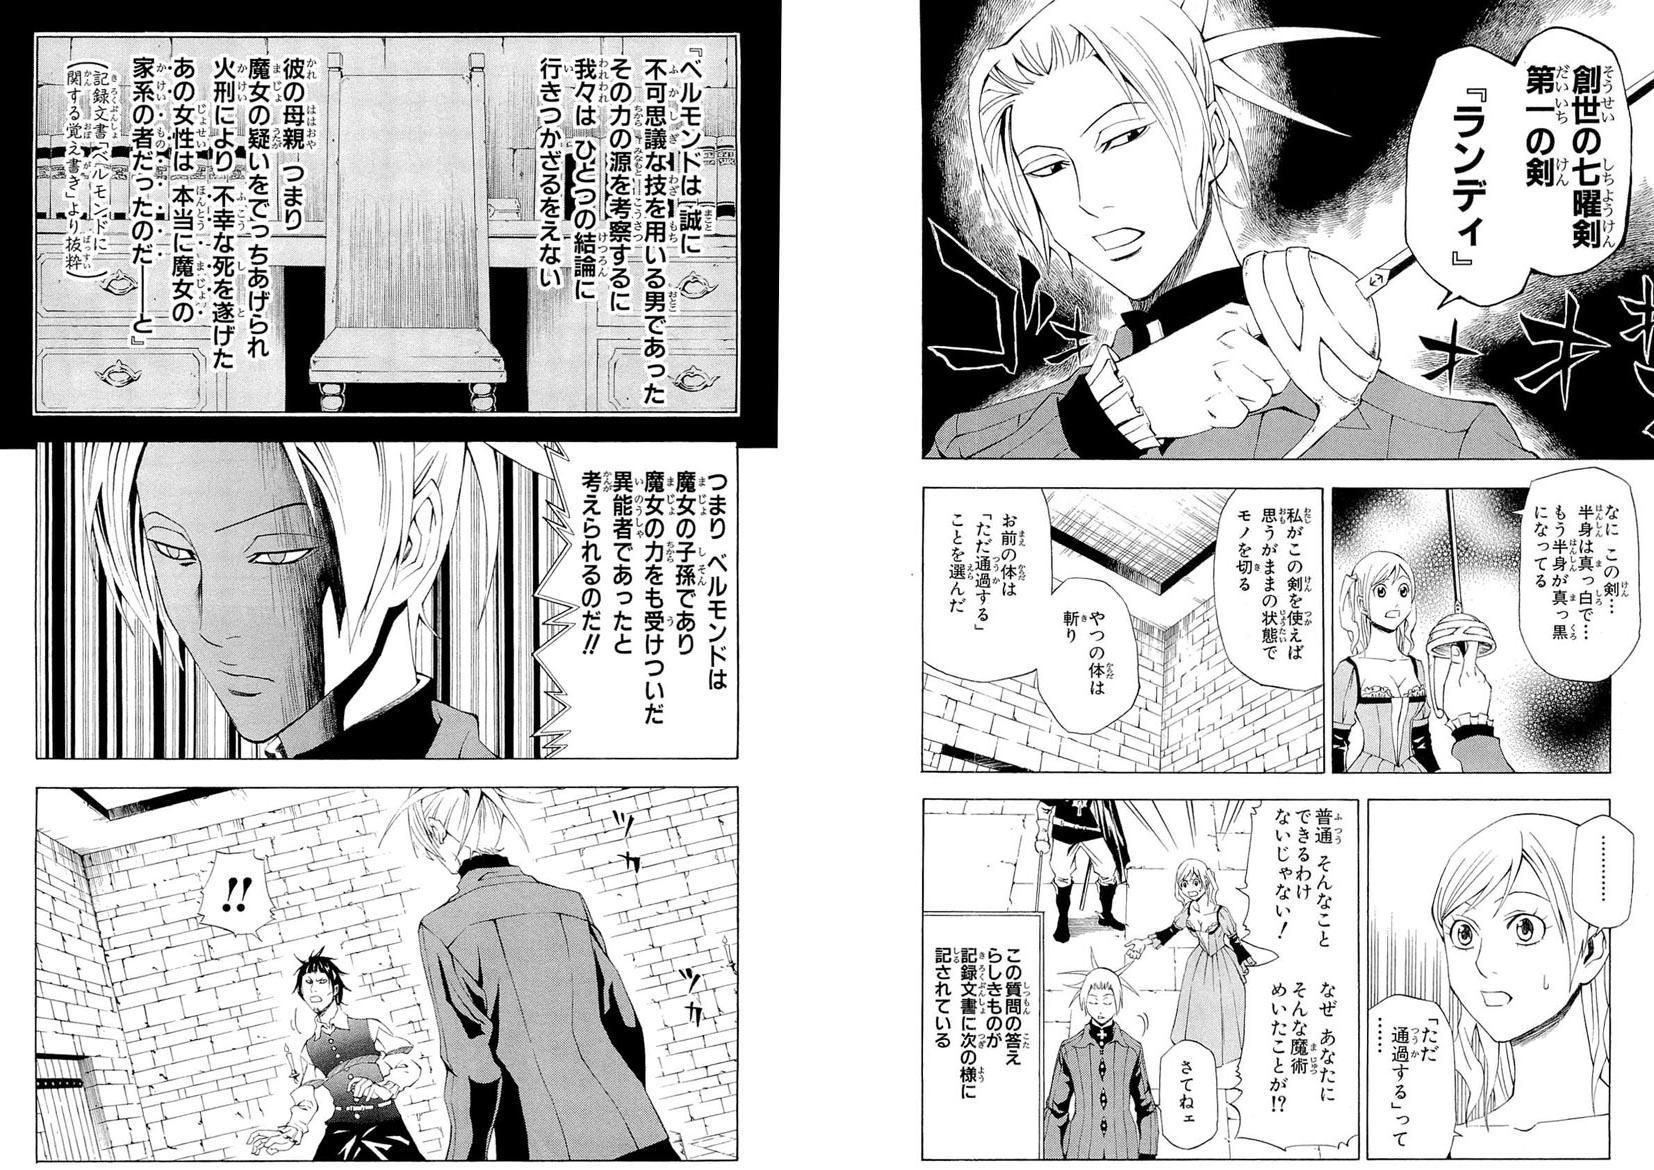 創世の七曜剣
第一の剣
『ランディ』
なに この剣…
半身は真っ白で…
もう半身が真っ黒
になってる
私がこの剣を使えば
思うがままの状態で
モノを切る
やつの体は
斬り
お前の体は
「ただ通過する」
ことを選んだ
…………
「ただ
通過する」って
……
普通 そんなこと
できるわけ
ないじゃない!
なぜ あなたに
そんな魔術
めいたことが!?
さてねェ
この質問の答え
らしきものが
記録文書に次の様に
記されている
『ベルモンドは 誠に
不可思議な技を用いる男であった
その力の源を考察するに
我々は ひとつの結論に
行きつかざるをえない
彼の母親――つまり
魔女の疑いをでっちあげられ
火刑により 不幸な死を遂げた
あの女性は 本当に魔女の
家系の者だったのだ――と』
(記録文書「ベルモンドに
関する覚え書き」より抜粋)
つまり ベルモンドは
魔女の子孫であり
魔女の力をも受けついだ
異能者であったと
考えられるのだ!!
!!